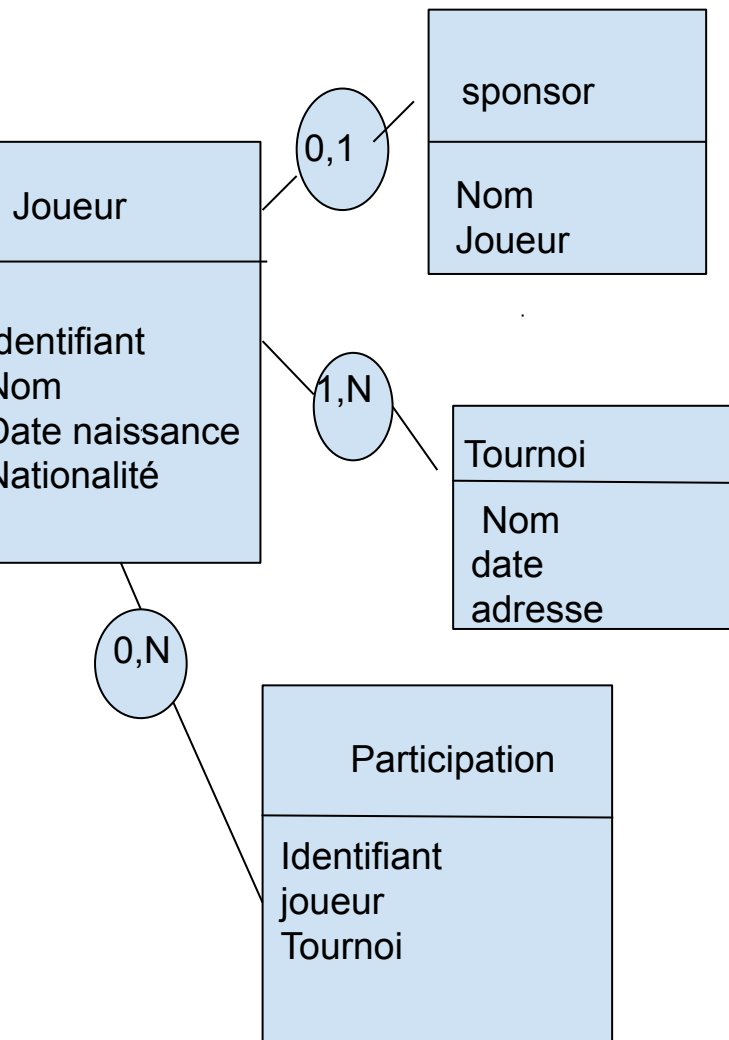 sponsor
Nom
Joueur
0,1
Joueur
dentifiant
Nom
Date naissance
Nationalité
1,N
Tournoi
Nom
date
adresse
0,N
Participation
Identifiant
joueur
Tournoi